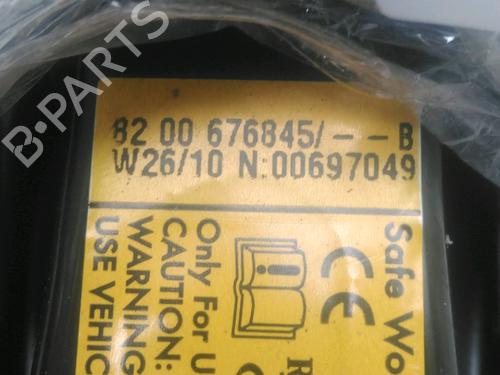 B-PARTS
82 00 676845/---B
W26/10 N:00697049
Safe Wo
Only For U
CAUTION:
WARNING
USE VEHIC
CE